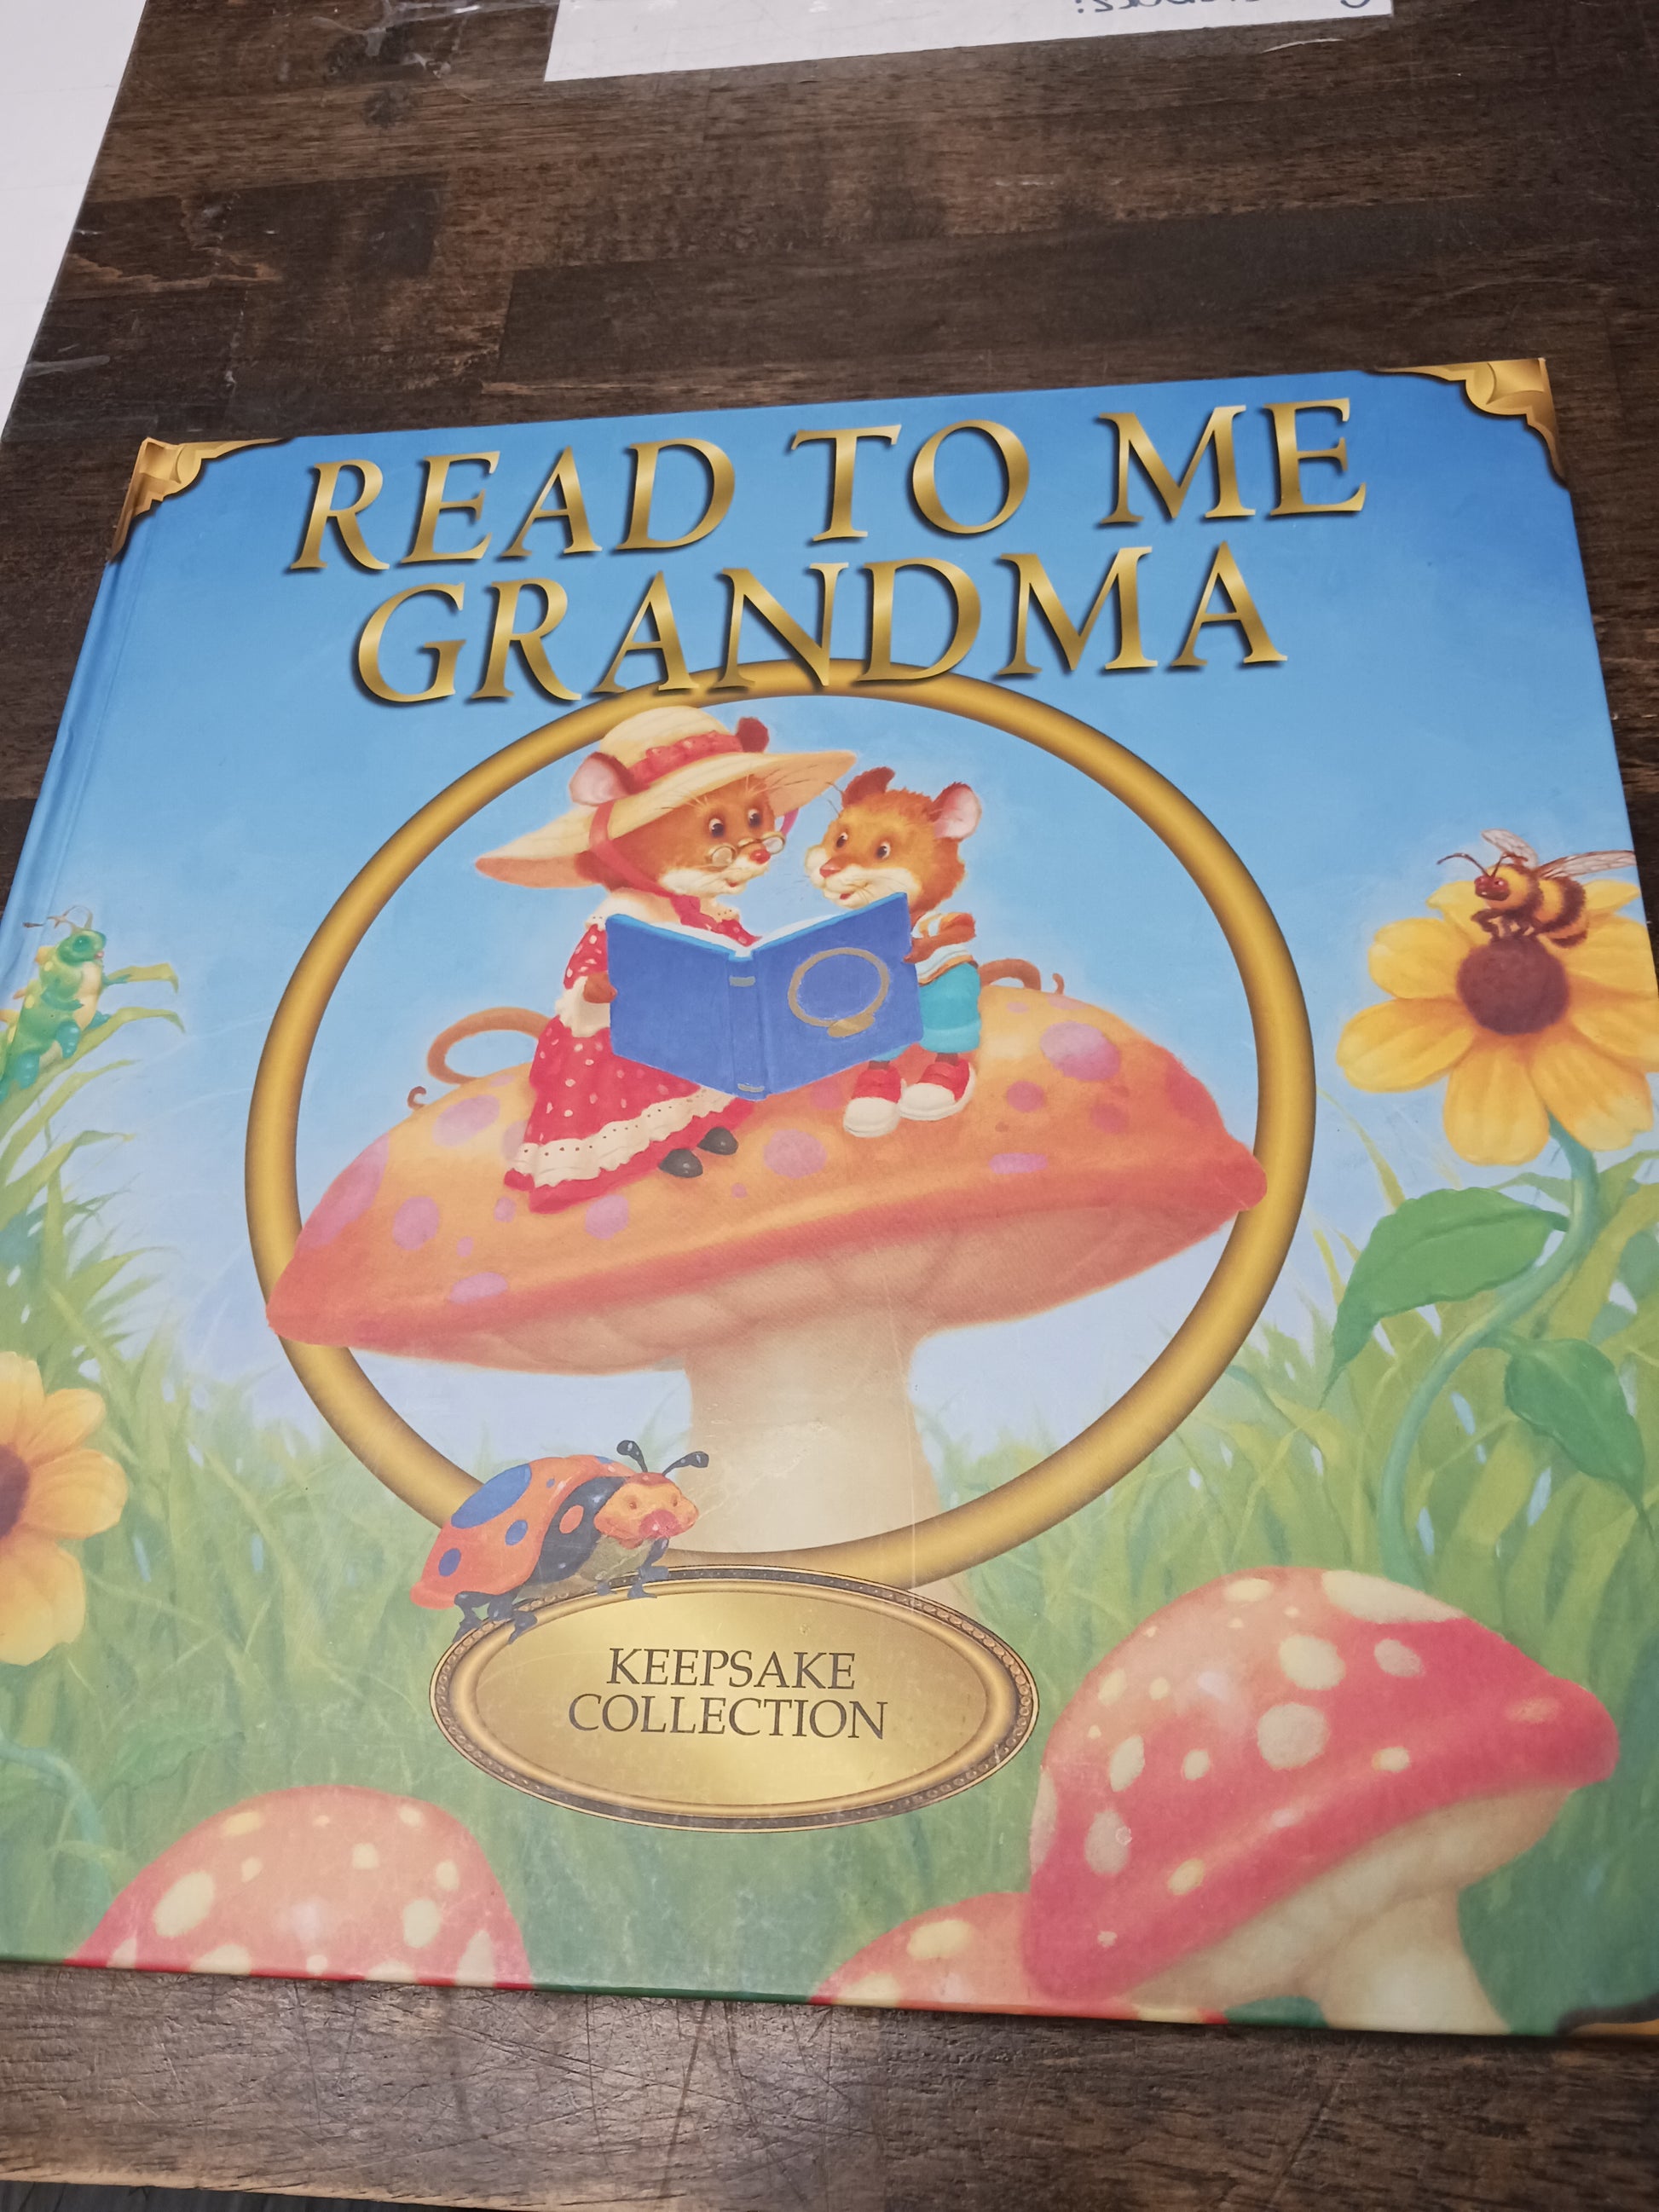 READ TO ME
GRANDMA
KEEPSAKE
COLLECTION